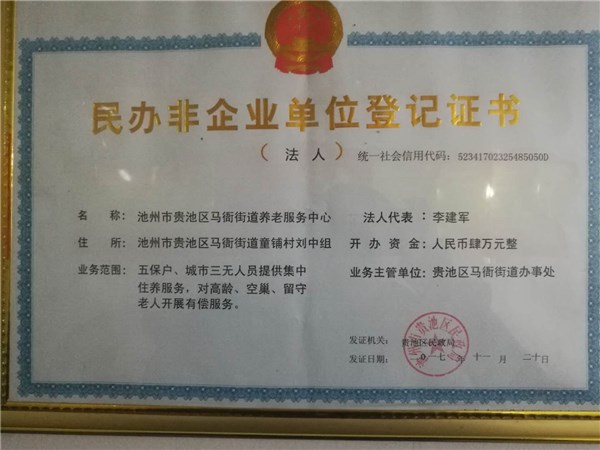 民办非企业单位登记证书
（法人） 统一社会信用代码：52341702325485050D
名称：池州市贵池区马衙街道养老服务中心
法人代表：李建军
住所：池州市贵池区马衙街道童铺村刘中组
开办资金：人民币肆万元整
业务范围：五保户、城市三无人员提供集中
住养服务，对高龄、空巢、留守
老人开展有偿服务。
业务主管单位：贵池区马衙街道办事处
发证机关：贵池区民政局
发证日期：0一七年十一月二十日